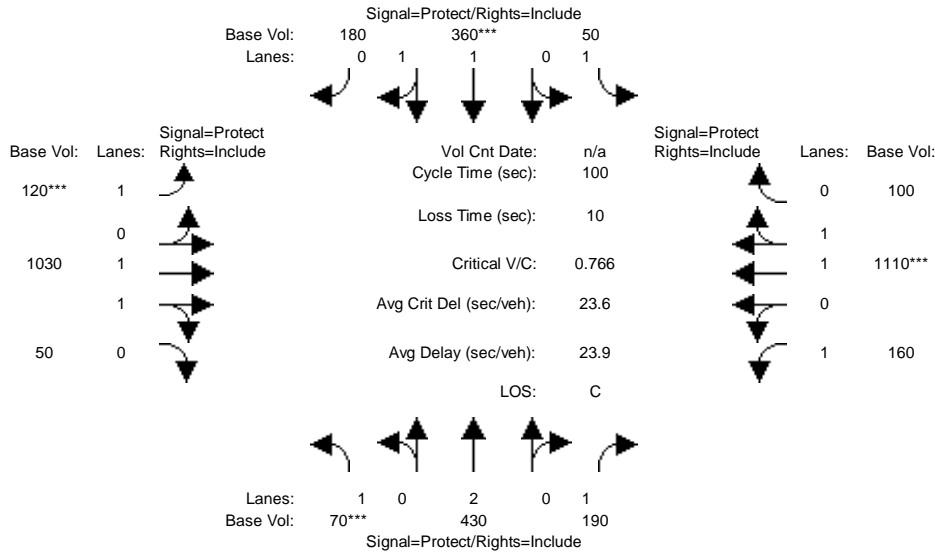 Signal=Protect/Rights=Include
Base Vol: 180 360*** 50
Lanes: 0 1 1 0 1
Signal=Protect
Base Vol: Lanes: Rights=Include
Vol Cnt Date: n/a
Signal=Protect
Rights=Include Lanes: Base Vol:
Cycle Time (sec): 100
120*** 1
0 100
Loss Time (sec): 10
0
1
1030 1
Critical V/C: 0.766
1 1110***
1
Avg Crit Del (sec/veh): 23.6
0
50 0
Avg Delay (sec/veh): 23.9
1 160
LOS: C
Lanes: 1 0 2 0 1
Base Vol: 70*** 430 190
Signal=Protect/Rights=Include